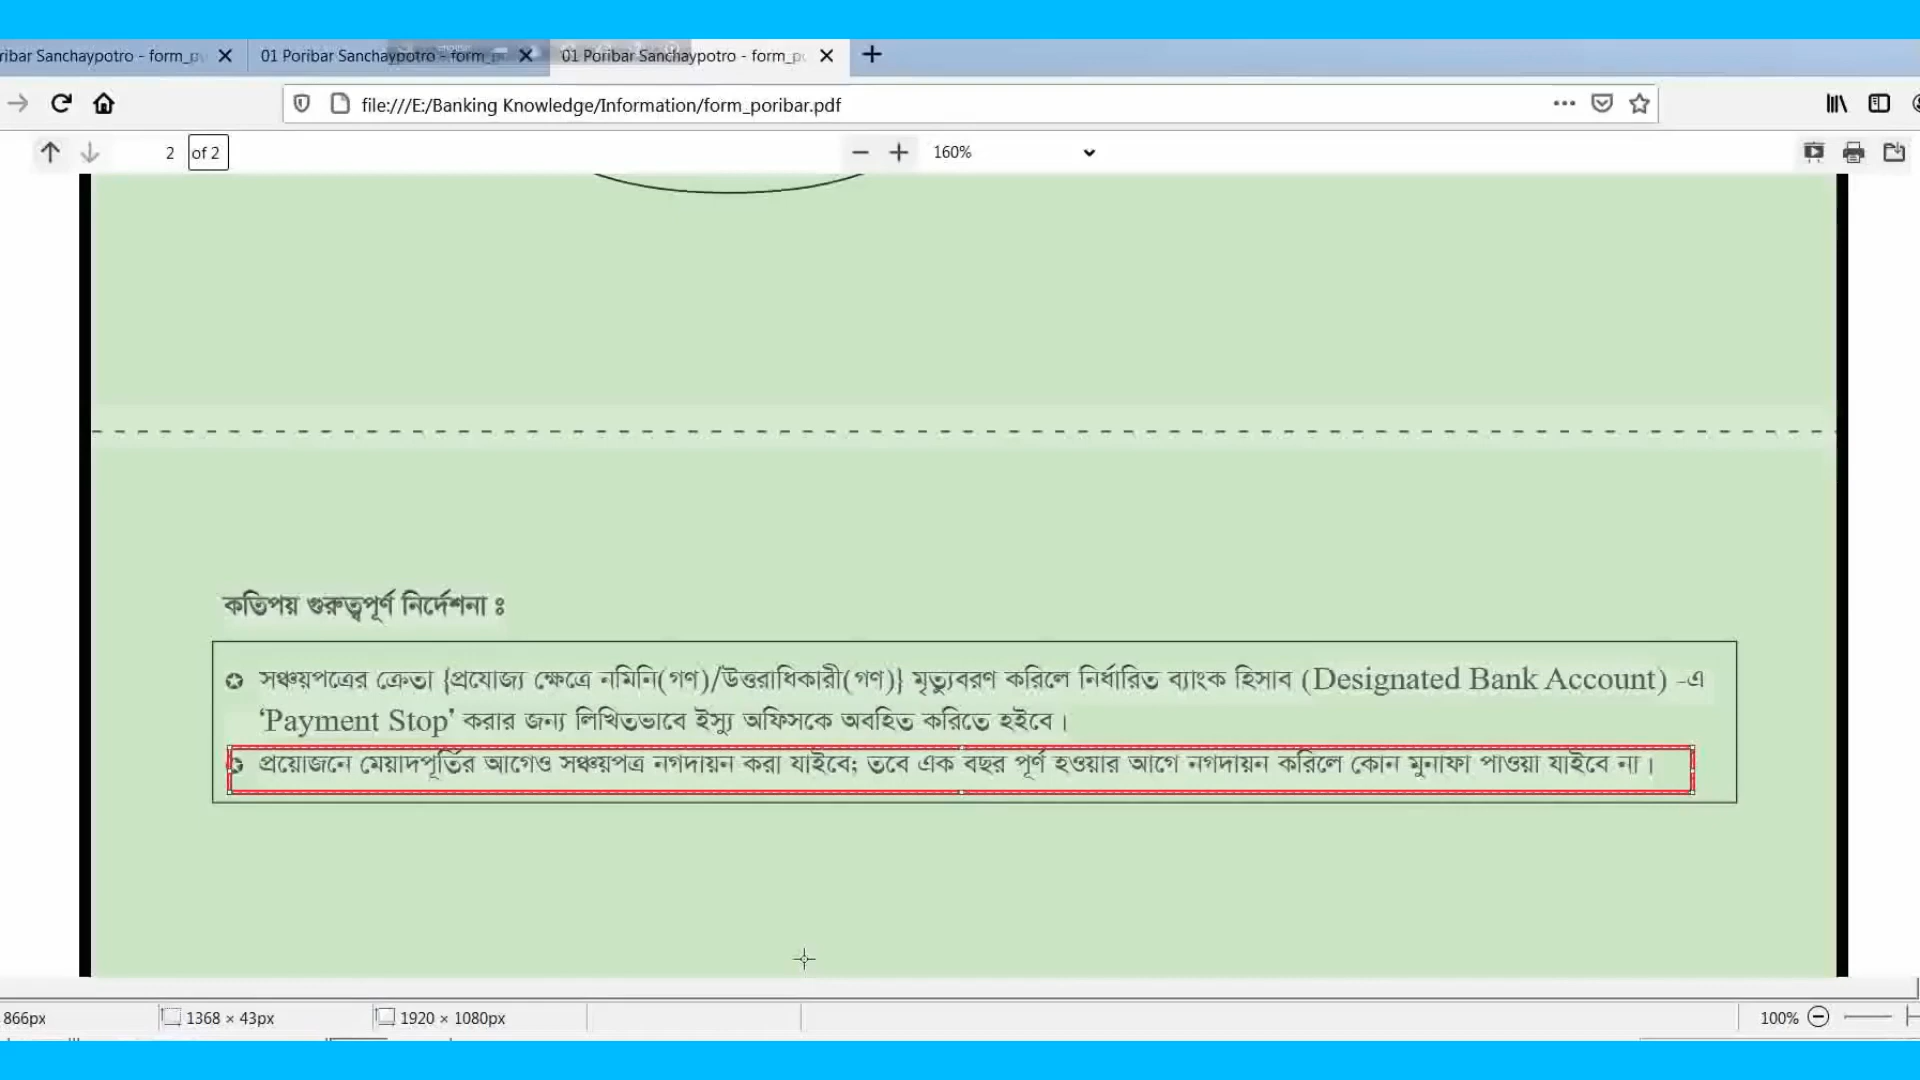 ribar Sanchaypotro - form_p
01 Poribar Sanchaypotro - form_p
01 Poribar Sanchaypotro - form_p
file:///E:/Banking Knowledge/Information/form_poribar.pdf
2 of 2
160%
কতিপয় গুরুত্বপূর্ণ নির্দেশনা ঃ
✪ সঞ্চয়পত্রের ক্রেতা {প্রযোজ্য ক্ষেত্রে নমিনি(গণ)/উত্তরাধিকারী(গণ)} মৃত্যুবরণ করিলে নির্ধারিত ব্যাংক হিসাব (Designated Bank Account) -এ
‘Payment Stop’ করার জন্য লিখিতভাবে ইস্যু অফিসকে অবহিত করিতে হইবে।
✪ প্রয়োজনে মেয়াদপূর্তির আগেও সঞ্চয়পত্র নগদায়ন করা যাইবে; তবে এক বছর পূর্ণ হওয়ার আগে নগদায়ন করিলে কোন মুনাফা পাওয়া যাইবে না।
866px
1368 × 43px
1920 × 1080px
100%